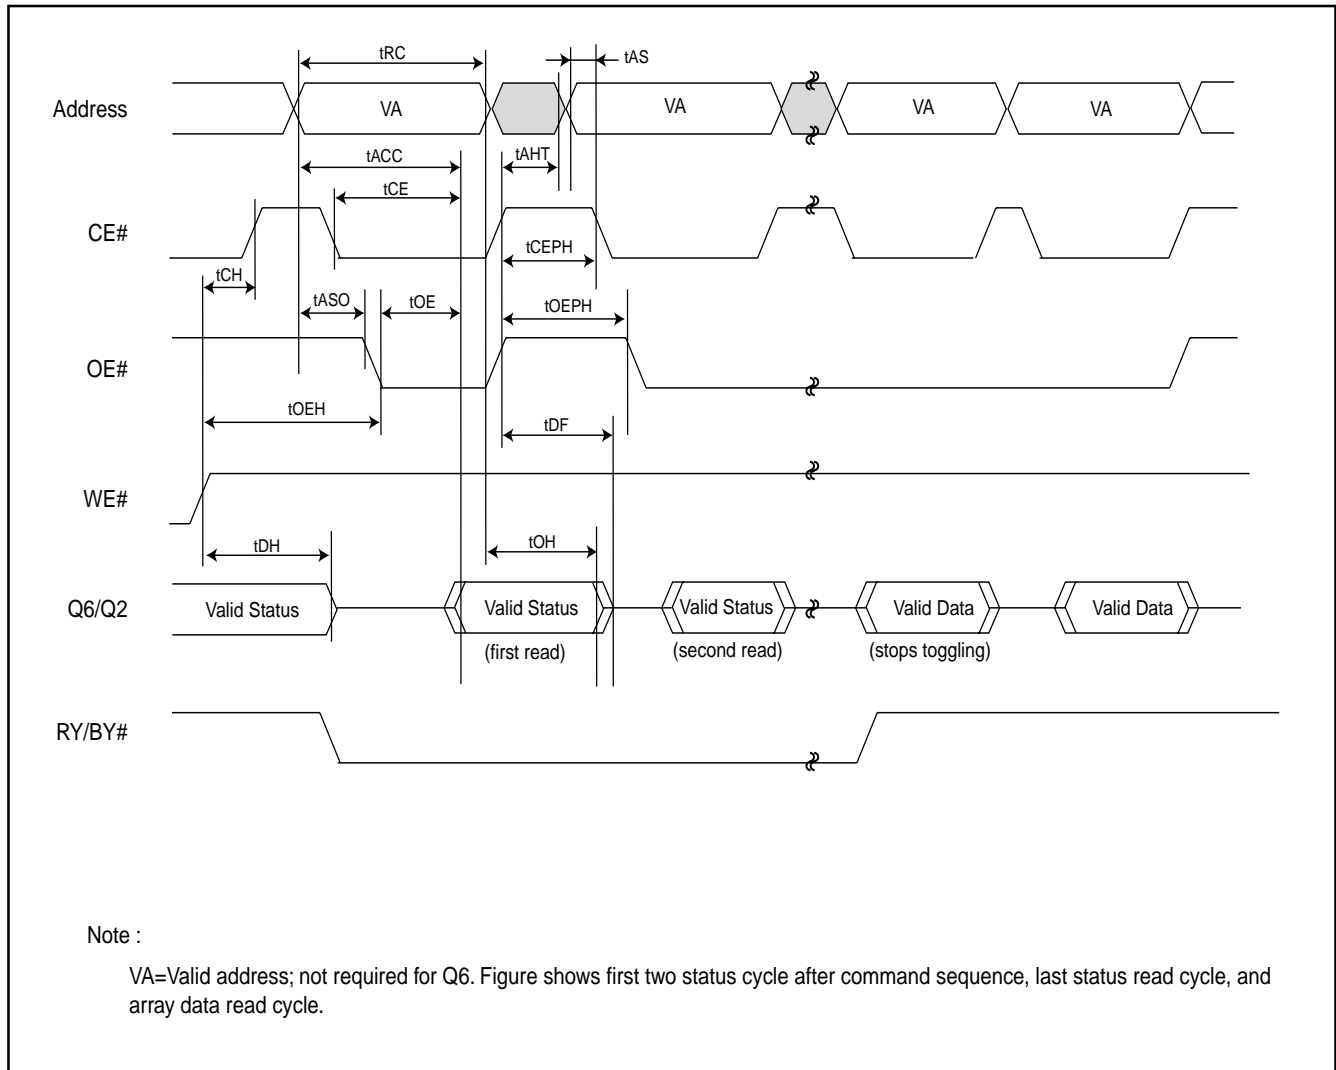 tRC
tAS
Address
VA
VA
VA
VA
tACC
tAHT
tCE
CE#
tCEPH
tCH
tASO
tOE
tOEPH
OE#
tOEH
tDF
WE#
tDH
tOH
Q6/Q2
Valid Status
Valid Status
Valid Status
Valid Data
Valid Data
(first read)
(second read)
(stops toggling)
RY/BY#
Note :
VA=Valid address; not required for Q6. Figure shows first two status cycle after command sequence, last status read cycle, and
array data read cycle.